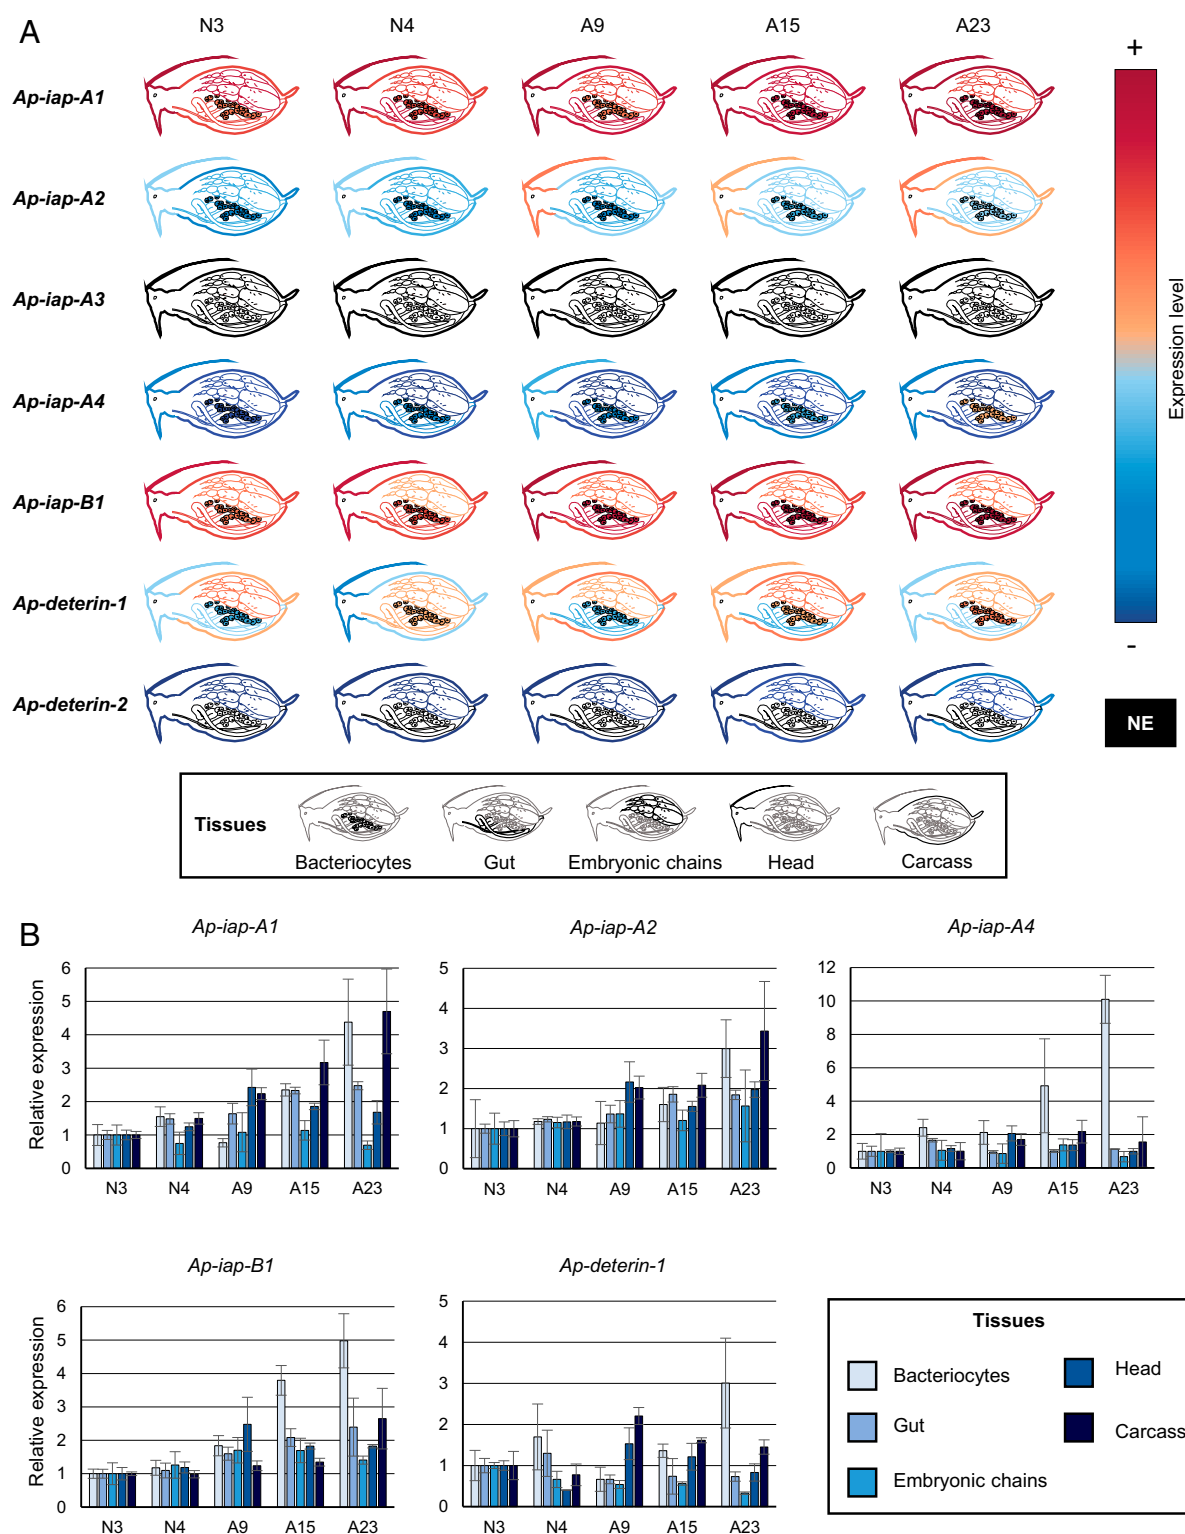 A
N3 N4 A9 A15 A23
+
Ap-iap-A1
Ap-iap-A2
Ap-iap-A3
Ap-iap-A4
Ap-iap-B1
Ap-deterin-1
Ap-deterin-2
Expression level
-
NE
Tissues
Bacteriocytes Gut Embryonic chains Head Carcass
B
Ap-iap-A1
Relative expression
6
5
4
3
2
1
0
N3 N4 A9 A15 A23
Ap-iap-A2
5
4
3
2
1
0
N3 N4 A9 A15 A23
Ap-iap-A4
12
10
8
6
4
2
0
N3 N4 A9 A15 A23
Ap-iap-B1
Relative expression
6
5
4
3
2
1
0
N3 N4 A9 A15 A23
Ap-deterin-1
5
4
3
2
1
0
N3 N4 A9 A15 A23
Tissues
Bacteriocytes
Gut
Embryonic chains
Head
Carcass